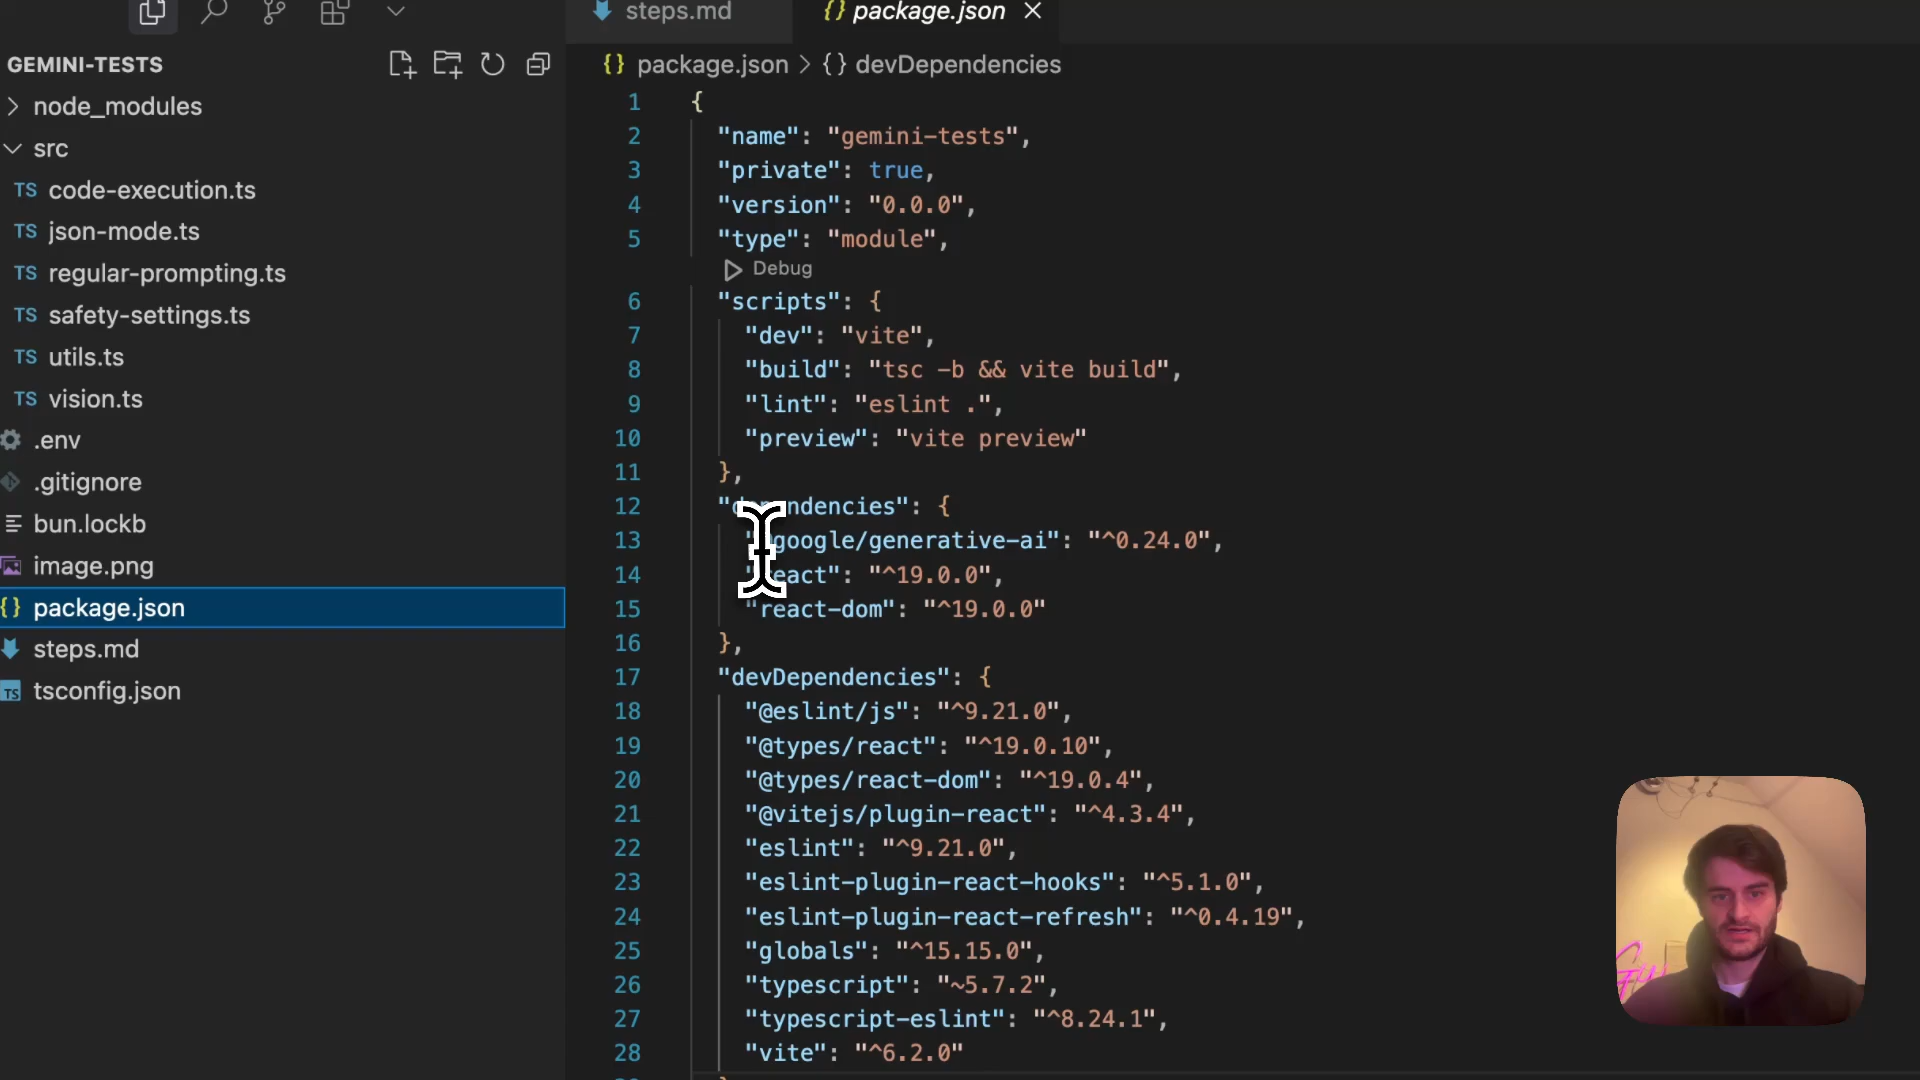 steps.md
{} package.json
GEMINI-TESTS
{} package.json > {} devDependencies
node_modules
src
TS code-execution.ts
TS json-mode.ts
TS regular-prompting.ts
TS safety-settings.ts
TS utils.ts
TS vision.ts
.env
.gitignore
bun.lockb
image.png
{} package.json
steps.md
TS tsconfig.json
1 {
2 "name": "gemini-tests",
3 "private": true,
4 "version": "0.0.0",
5 "type": "module",
Debug
6 "scripts": {
7 "dev": "vite",
8 "build": "tsc -b && vite build",
9 "lint": "eslint .",
10 "preview": "vite preview"
11 },
12 "dependencies": {
13 "@google/generative-ai": "^0.24.0",
14 "react": "^19.0.0",
15 "react-dom": "^19.0.0"
16 },
17 "devDependencies": {
18 "@eslint/js": "^9.21.0",
19 "@types/react": "^19.0.10",
20 "@types/react-dom": "^19.0.4",
21 "@vitejs/plugin-react": "^4.3.4",
22 "eslint": "^9.21.0",
23 "eslint-plugin-react-hooks": "^5.1.0",
24 "eslint-plugin-react-refresh": "^0.4.19",
25 "globals": "^15.15.0",
26 "typescript": "~5.7.2",
27 "typescript-eslint": "^8.24.1",
28 "vite": "^6.2.0"